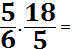 5/6 . 18/5 =